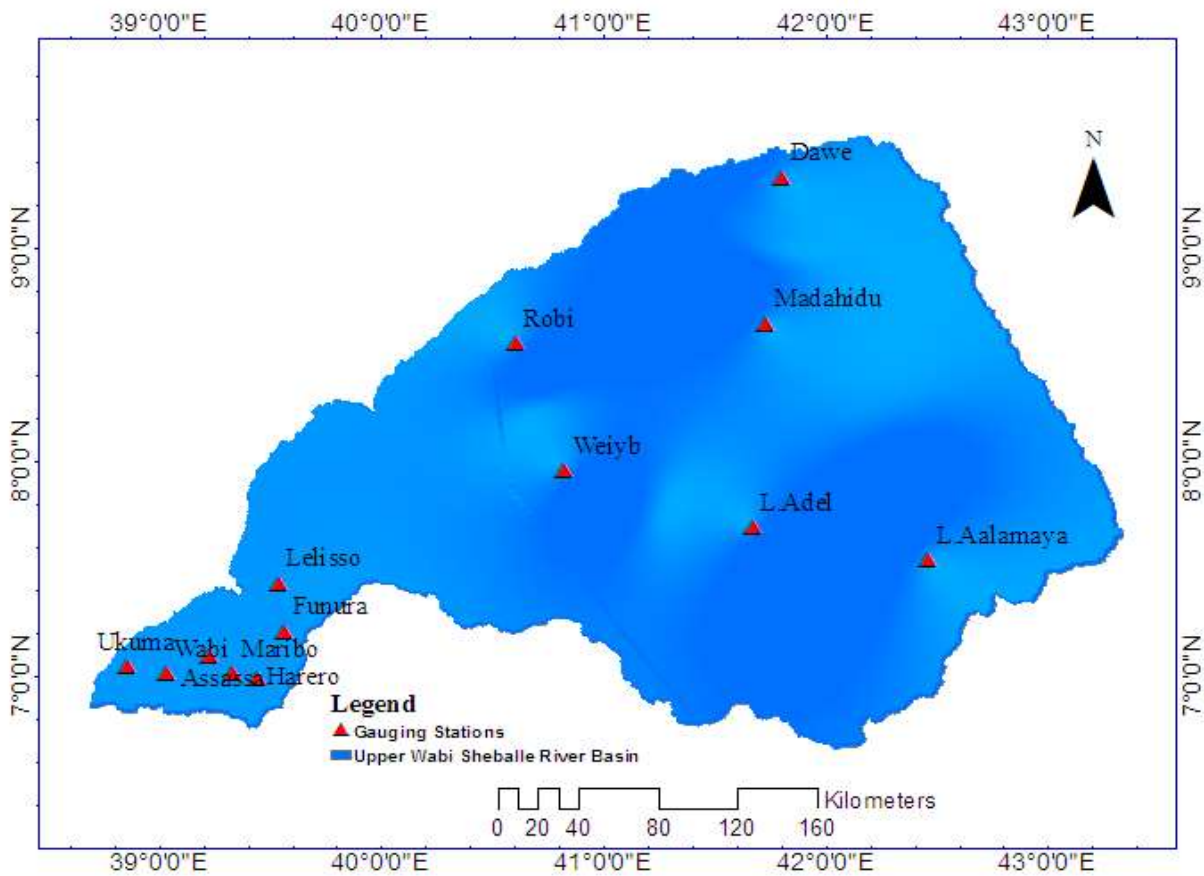 39°0'0"E 40°0'0"E 41°0'0"E 42°0'0"E 43°0'0"E
N
Dawe
9°0'0"N 9°0'0"N
Madahidu
Robi
Weiyb
8°0'0"N 8°0'0"N
L.Adel
L.Aalamaya
Lelisso
Funura
Ukuma Wabi Maribo
Assassa Harero
7°0'0"N 7°0'0"N
Legend
Gauging Stations
Upper Wabi Sheballe River Basin
Kilometers
0 20 40 80 120 160
39°0'0"E 40°0'0"E 41°0'0"E 42°0'0"E 43°0'0"E